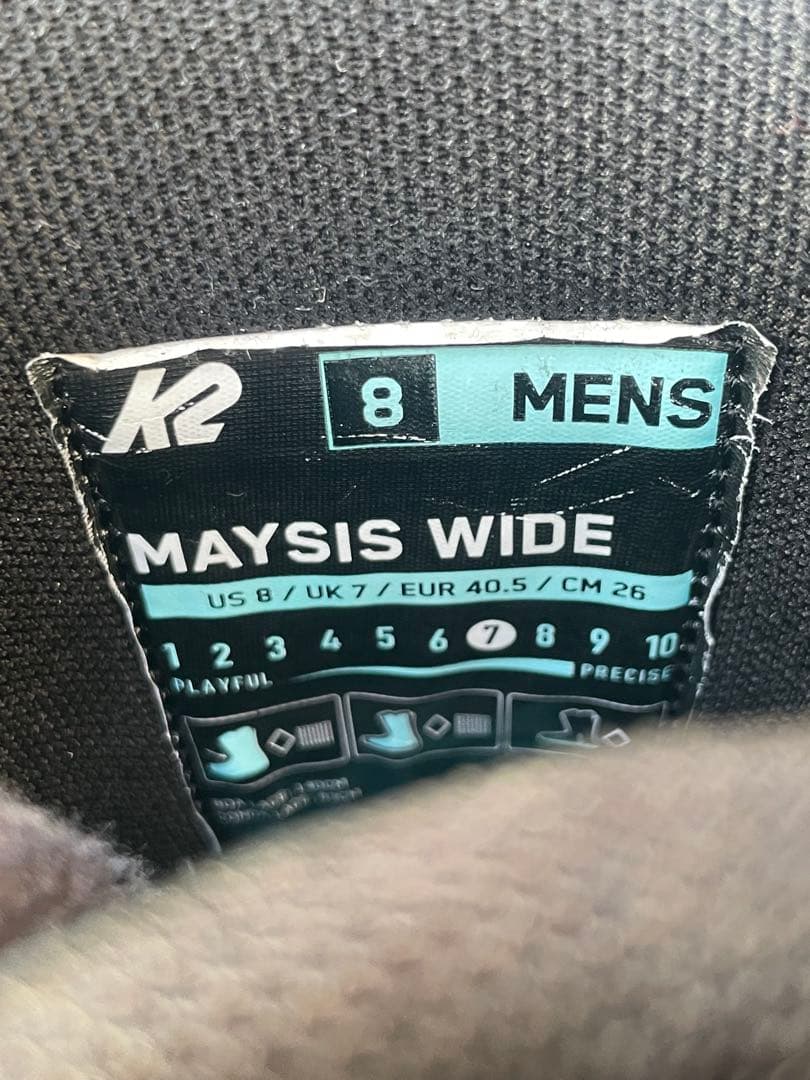 K2 8 MENS
MAYSIS WIDE
US 8 / UK 7 / EUR 40.5 / CM 26
1 2 3 4 5 6 7 8 9 10
PLAYFUL PRECISE